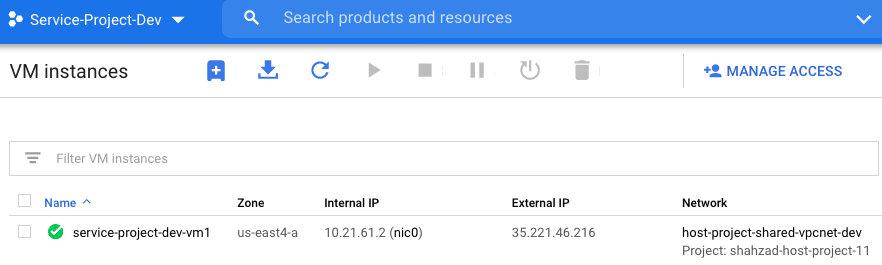 Service-Project-Dev
Search products and resources
VM instances
MANAGE ACCESS
Filter VM instances
Name Zone Internal IP External IP Network
service-project-dev-vm1 us-east4-a 10.21.61.2 (nic0) 35.221.46.216 host-project-shared-vpcnet-dev
Project: shahzad-host-project-11